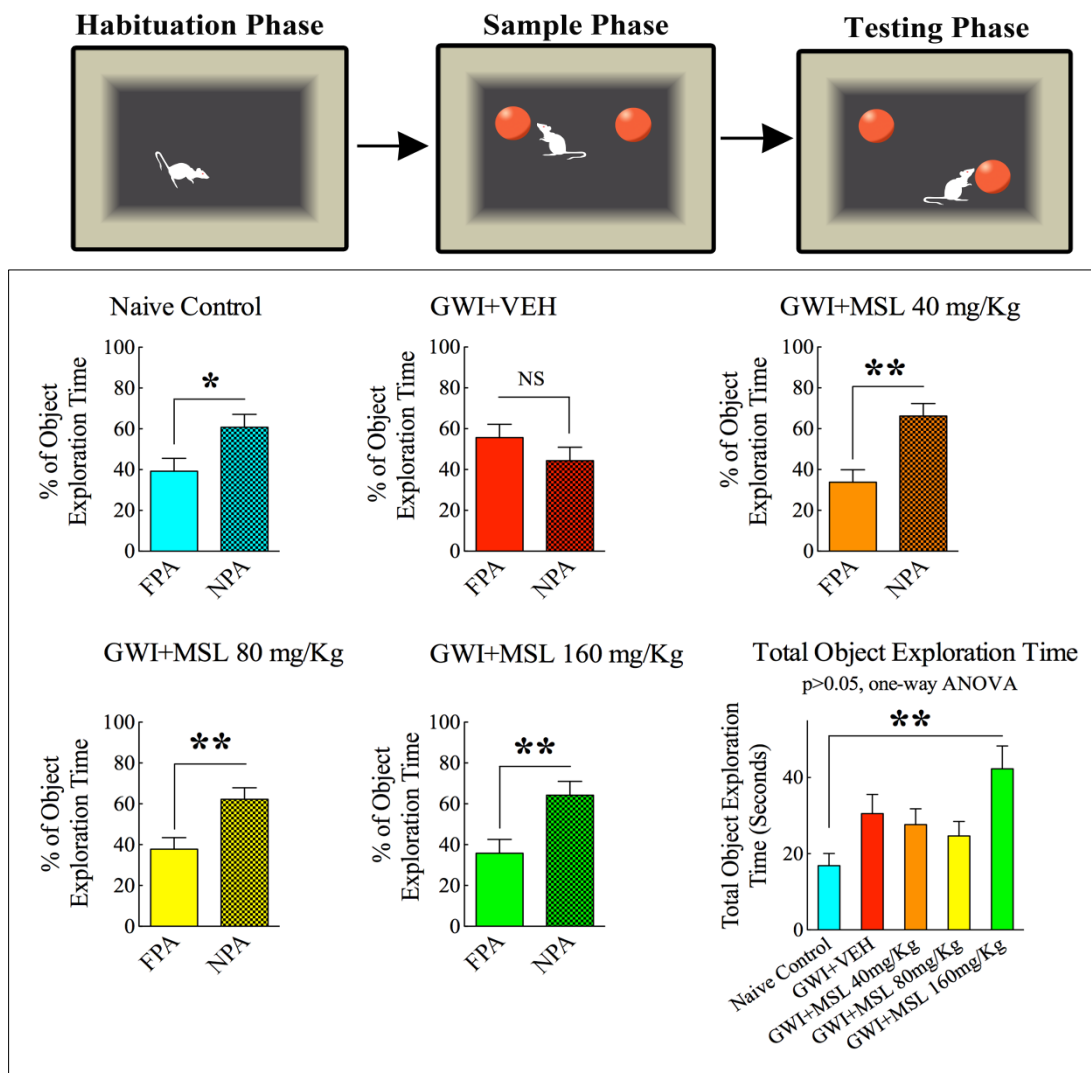 Habituation Phase
Sample Phase
Testing Phase
Naive Control
% of Object
Exploration Time
100
80
60
40
20
0
*
FPA
NPA
GWI+VEH
% of Object
Exploration Time
100
80
60
40
20
0
NS
FPA
NPA
GWI+MSL 40 mg/Kg
% of Object
Exploration Time
100
80
60
40
20
0
**
FPA
NPA
GWI+MSL 80 mg/Kg
% of Object
Exploration Time
100
80
60
40
20
0
**
FPA
NPA
GWI+MSL 160 mg/Kg
% of Object
Exploration Time
100
80
60
40
20
0
**
FPA
NPA
Total Object Exploration Time
p>0.05, one-way ANOVA
Total Object Exploration
Time (Seconds)
40
20
0
**
Naive Control
GWI+VEH
GWI+MSL 40mg/Kg
GWI+MSL 80mg/Kg
GWI+MSL 160mg/Kg